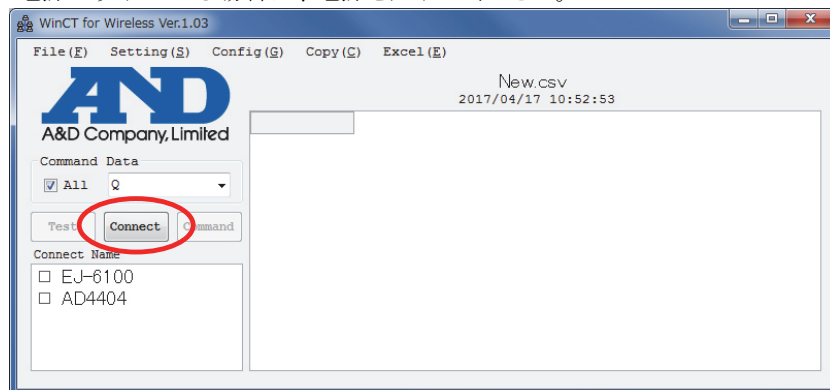 WinCT for Wireless Ver.1.03
File(F) Setting(S) Config(G) Copy(C) Excel(E)
New.csv
2017/04/17 10:52:53
AND
A&D Company, Limited
Command Data
All Q
Test Connect Command
Connect Name
EJ-6100
AD4404